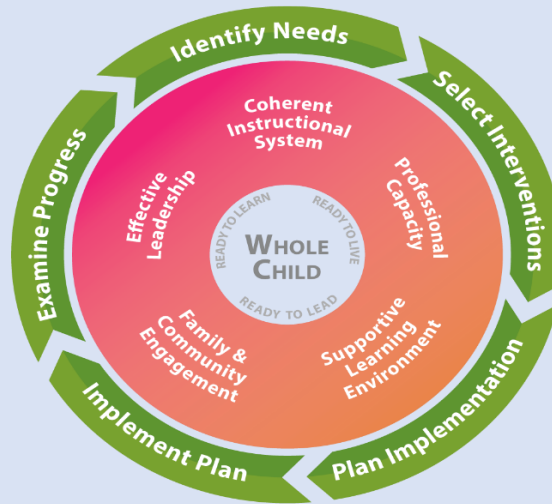 Identify Needs
Select Interventions
Plan Implementation
Implement Plan
Examine Progress
Coherent
Instructional
System
Professional
Capacity
Supportive
Learning
Environment
Family &
Community
Engagement
Effective
Leadership
READY TO LEARN
READY TO LIVE
READY TO LEAD
WHOLE
CHILD